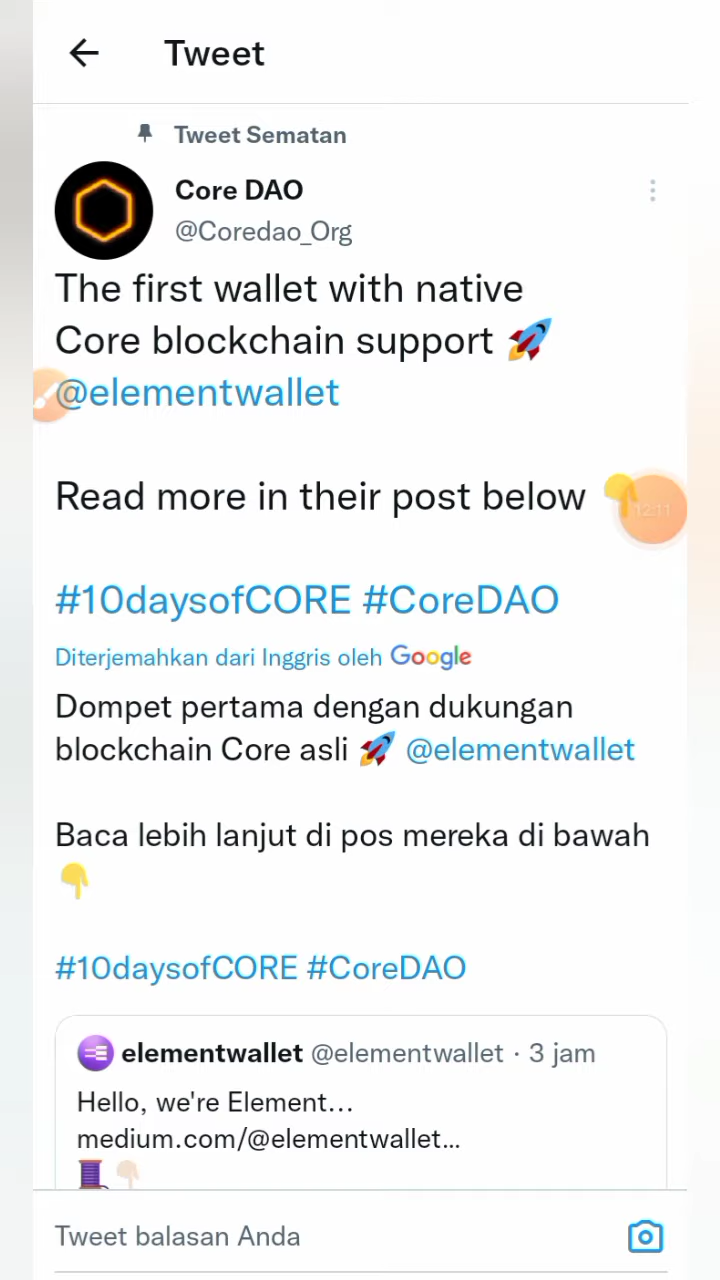 Tweet
Tweet Sematan
Core DAO
@Coredao_Org
The first wallet with native
Core blockchain support 🚀
@elementwallet
Read more in their post below 👇
12:11
#10daysofCORE #CoreDAO
Diterjemahkan dari Inggris oleh Google
Dompet pertama dengan dukungan
blockchain Core asli 🚀 @elementwallet
Baca lebih lanjut di pos mereka di bawah
👇
#10daysofCORE #CoreDAO
elementwallet @elementwallet · 3 jam
Hello, we're Element...
medium.com/@elementwallet...
🧵👇🏻
Tweet balasan Anda